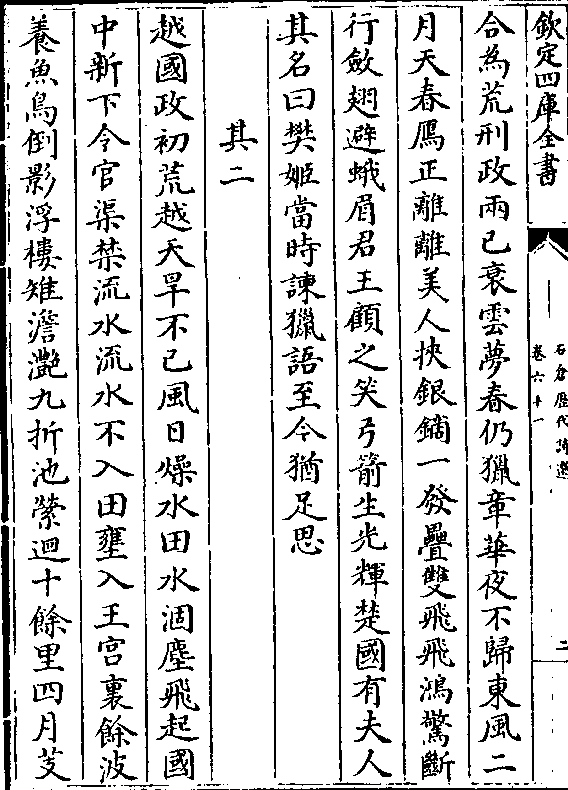 欽定四庫全書
石倉歴代詩選
卷六十一
二
合為荒刑政兩已衰雲夢春仍獵章華夜不歸東風二
月天春鴈正離離美人挾銀鏑一發疊雙飛飛鴻驚斷
行斂翅避蛾眉君王顧之笑弓箭生光輝楚國有夫人
其名曰樊姬當時諫獵語至今猶足思
其二
越國政初荒越天旱不已風日燥水田水涸塵飛起國
中新下令官渠禁流水流水不入田壅入王宮裏餘波
養魚鳥倒影浮樓雉澹灧九折池縈迴十餘里四月芰